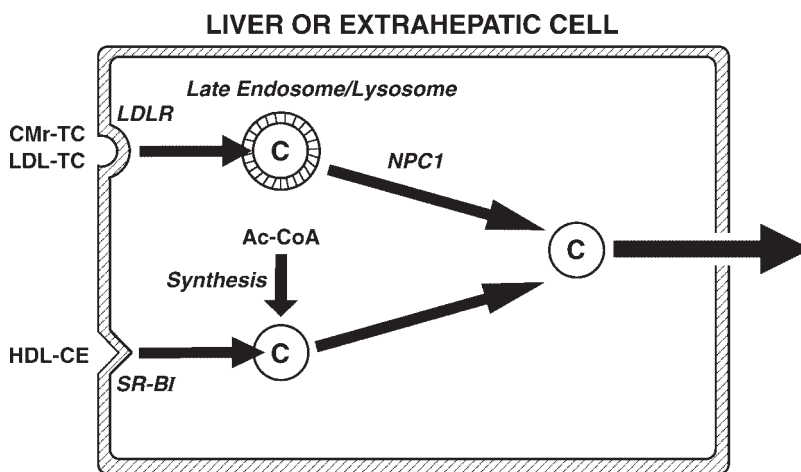 LIVER OR EXTRAHEPATIC CELL
Late Endosome/Lysosome
LDLR
CMr-TC
LDL-TC
C
NPC1
Ac-CoA
C
Synthesis
HDL-CE
C
SR-BI